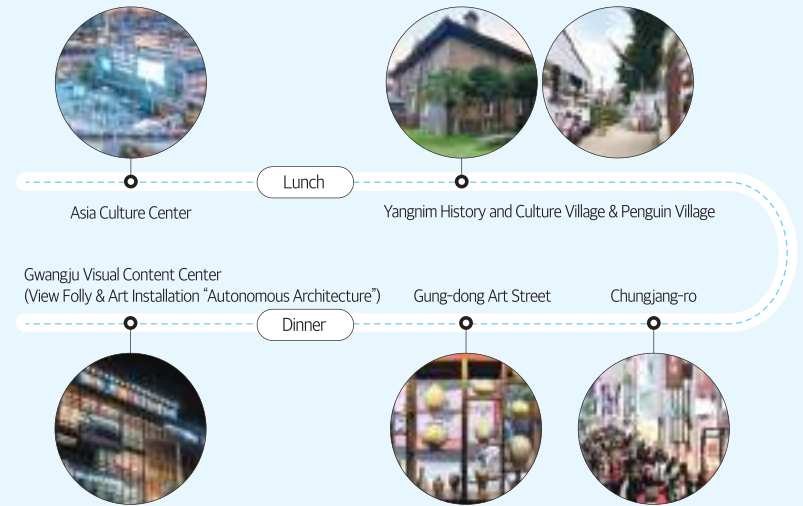 Lunch
Asia Culture Center
Yangnim History and Culture Village & Penguin Village
Gwangju Visual Content Center
(View Folly & Art Installation “Autonomous Architecture”)
Gung-dong Art Street
Chungjang-ro
Dinner